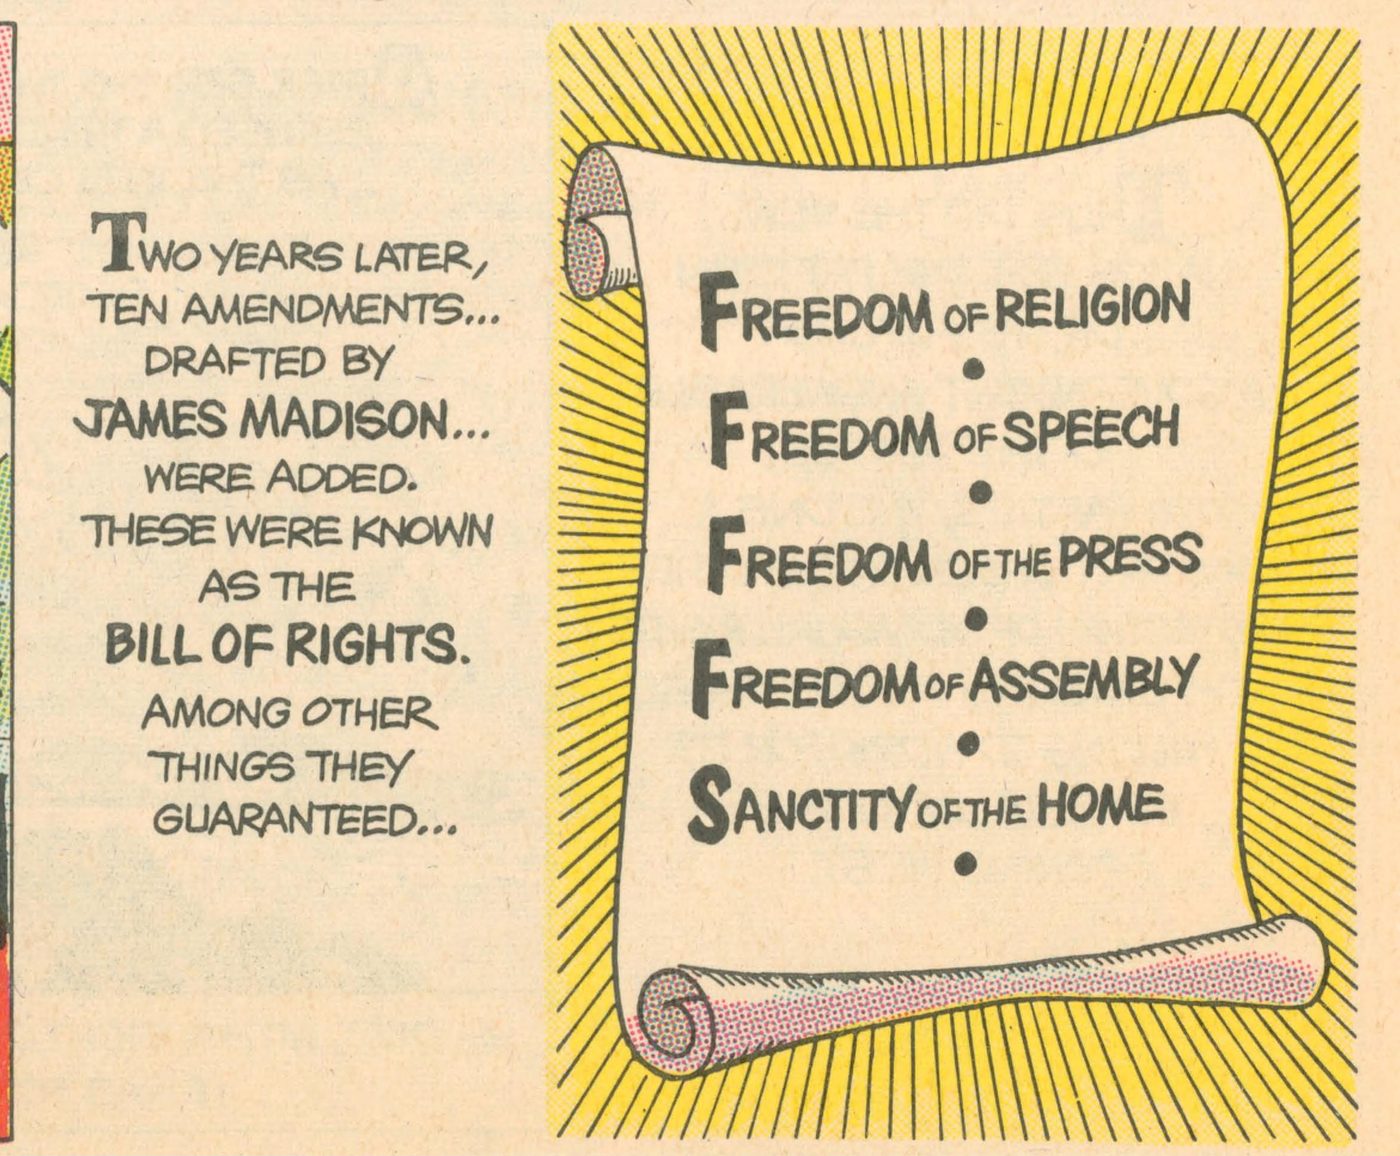 TWO YEARS LATER,
TEN AMENDMENTS...
DRAFTED BY
JAMES MADISON...
WERE ADDED.
THESE WERE KNOWN
AS THE
BILL OF RIGHTS.
AMONG OTHER
THINGS THEY
GUARANTEED...
FREEDOM OF RELIGION
•
FREEDOM OF SPEECH
•
FREEDOM OF THE PRESS
•
FREEDOM OF ASSEMBLY
•
SANCTITY OF THE HOME
•